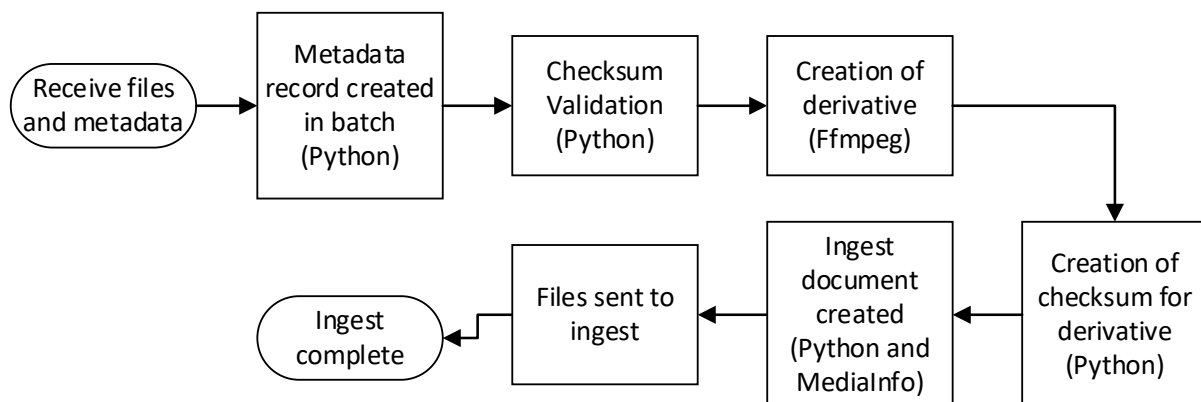 Receive files
and metadata
Metadata
record created
in batch
(Python)
Checksum
Validation
(Python)
Creation of
derivative
(Ffmpeg)
Creation of
checksum for
derivative
(Python)
Ingest
document
created
(Python and
MediaInfo)
Files sent to
ingest
Ingest
complete